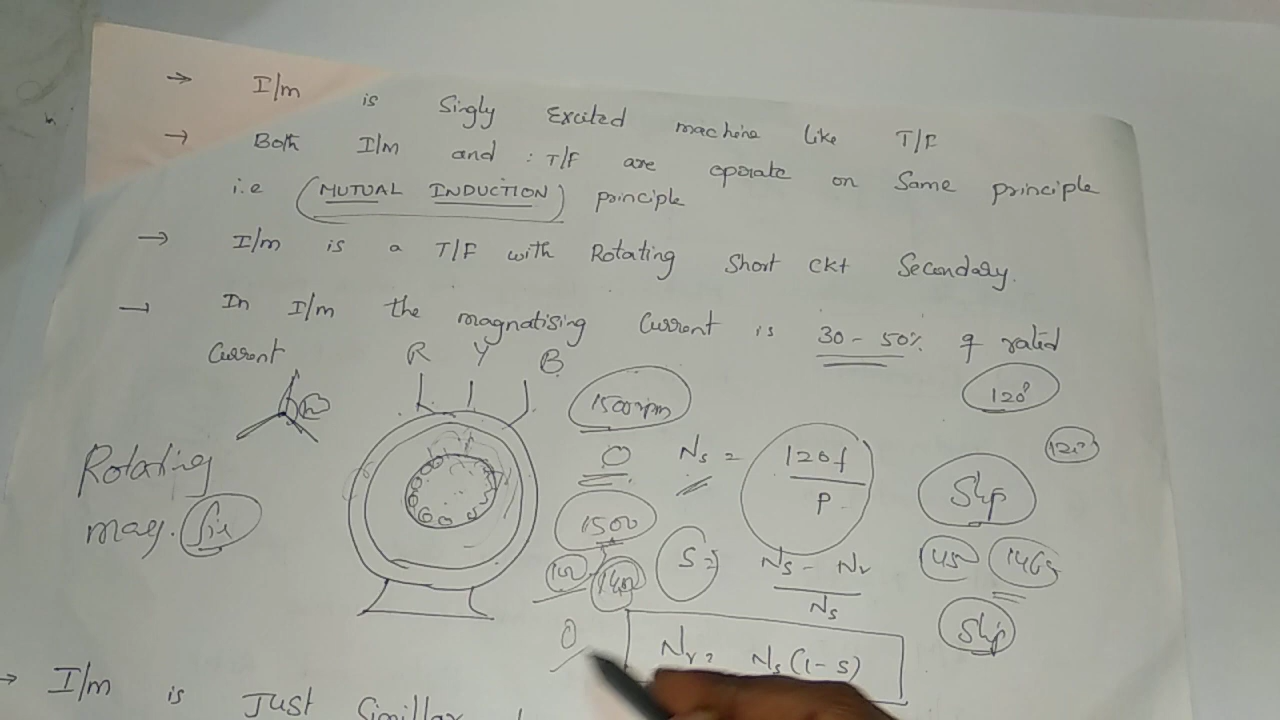 → I/m is Singly Excited machine like T/F
→ Both I/m and T/F are operate on Same principle
i.e (MUTUAL INDUCTION) principle
→ I/m is a T/F with Rotating Short ckt Secondary.
→ In I/m the magnatising Current is 30 - 50% of rated
Current
R Y B
1500rpm
120°
120°
Rotating
mag.
0
Ns = 120f / P
Slip
1500
S = Ns - Nr / Ns
1400
Slip
0
Nr = Ns (1 - s)
→ I/m is Just Simillar